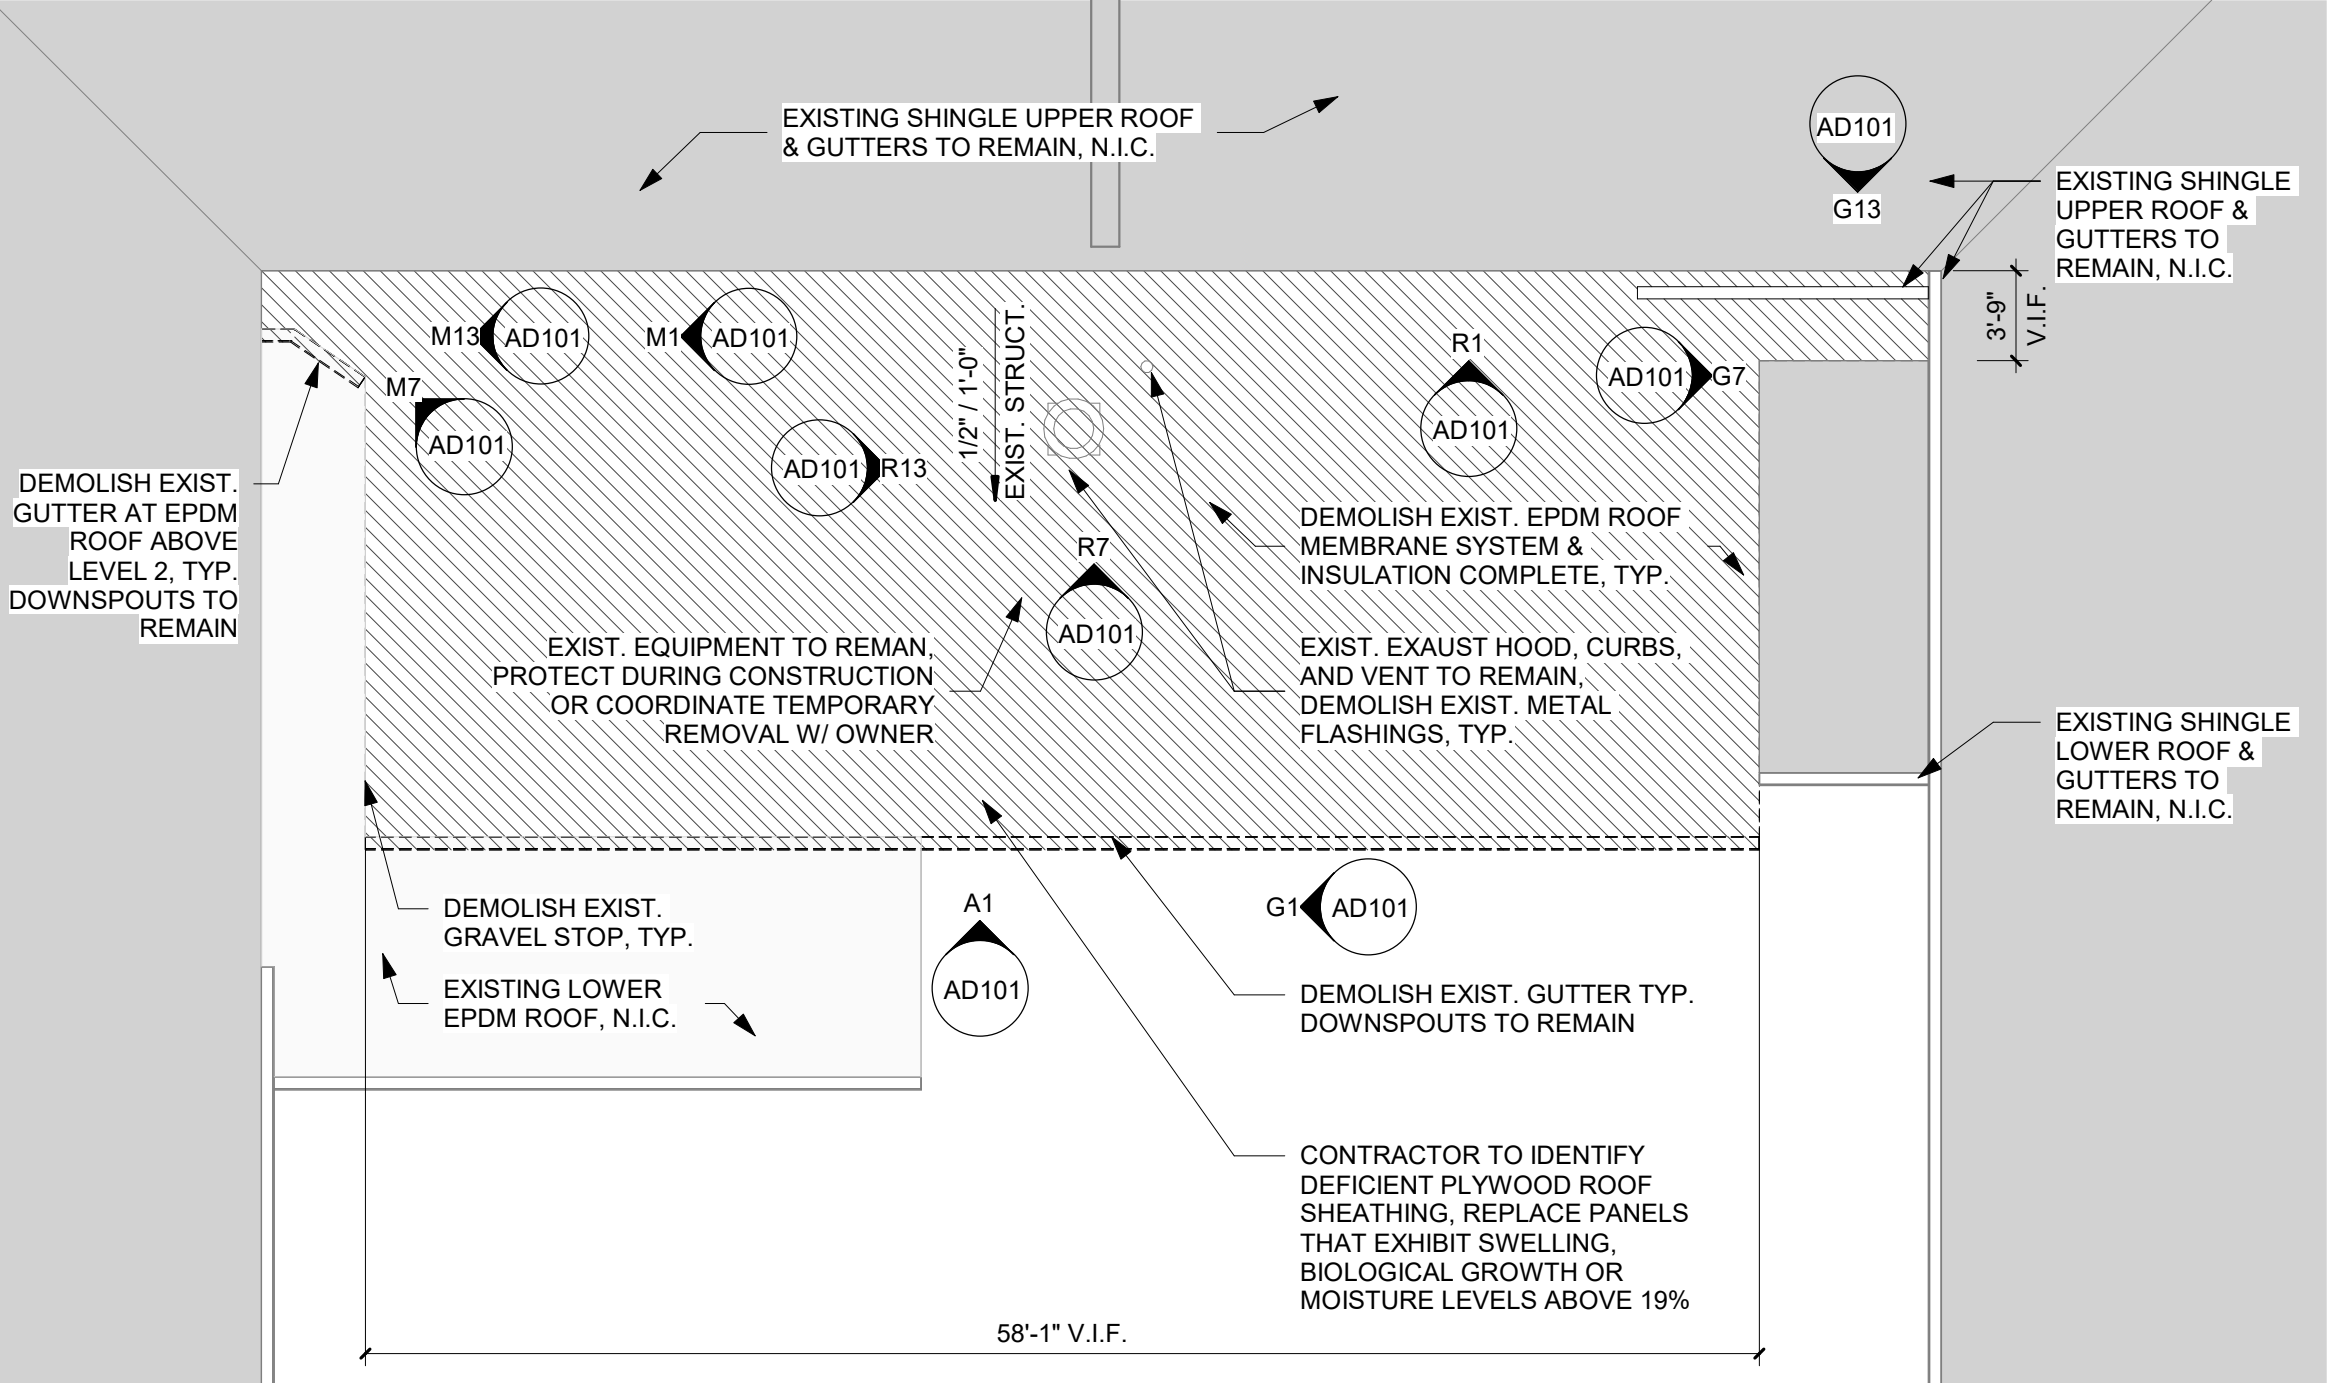 EXISTING SHINGLE UPPER ROOF
& GUTTERS TO REMAIN, N.I.C.
AD101
G13
EXISTING SHINGLE
UPPER ROOF &
GUTTERS TO
REMAIN, N.I.C.
3'-9"
V.I.F.
M13
AD101
M1
AD101
M7
AD101
AD101
R13
1/2" / 1'-0"
EXIST. STRUCT.
R1
AD101
AD101
G7
DEMOLISH EXIST.
GUTTER AT EPDM
ROOF ABOVE
LEVEL 2, TYP.
DOWNSPOUTS TO
REMAIN
DEMOLISH EXIST. EPDM ROOF
MEMBRANE SYSTEM &
INSULATION COMPLETE, TYP.
R7
AD101
EXIST. EQUIPMENT TO REMAN,
PROTECT DURING CONSTRUCTION
OR COORDINATE TEMPORARY
REMOVAL W/ OWNER
EXIST. EXAUST HOOD, CURBS,
AND VENT TO REMAIN,
DEMOLISH EXIST. METAL
FLASHINGS, TYP.
EXISTING SHINGLE
LOWER ROOF &
GUTTERS TO
REMAIN, N.I.C.
DEMOLISH EXIST.
GRAVEL STOP, TYP.
A1
AD101
G1
AD101
EXISTING LOWER
EPDM ROOF, N.I.C.
DEMOLISH EXIST. GUTTER TYP.
DOWNSPOUTS TO REMAIN
CONTRACTOR TO IDENTIFY
DEFICIENT PLYWOOD ROOF
SHEATHING, REPLACE PANELS
THAT EXHIBIT SWELLING,
BIOLOGICAL GROWTH OR
MOISTURE LEVELS ABOVE 19%
58'-1" V.I.F.